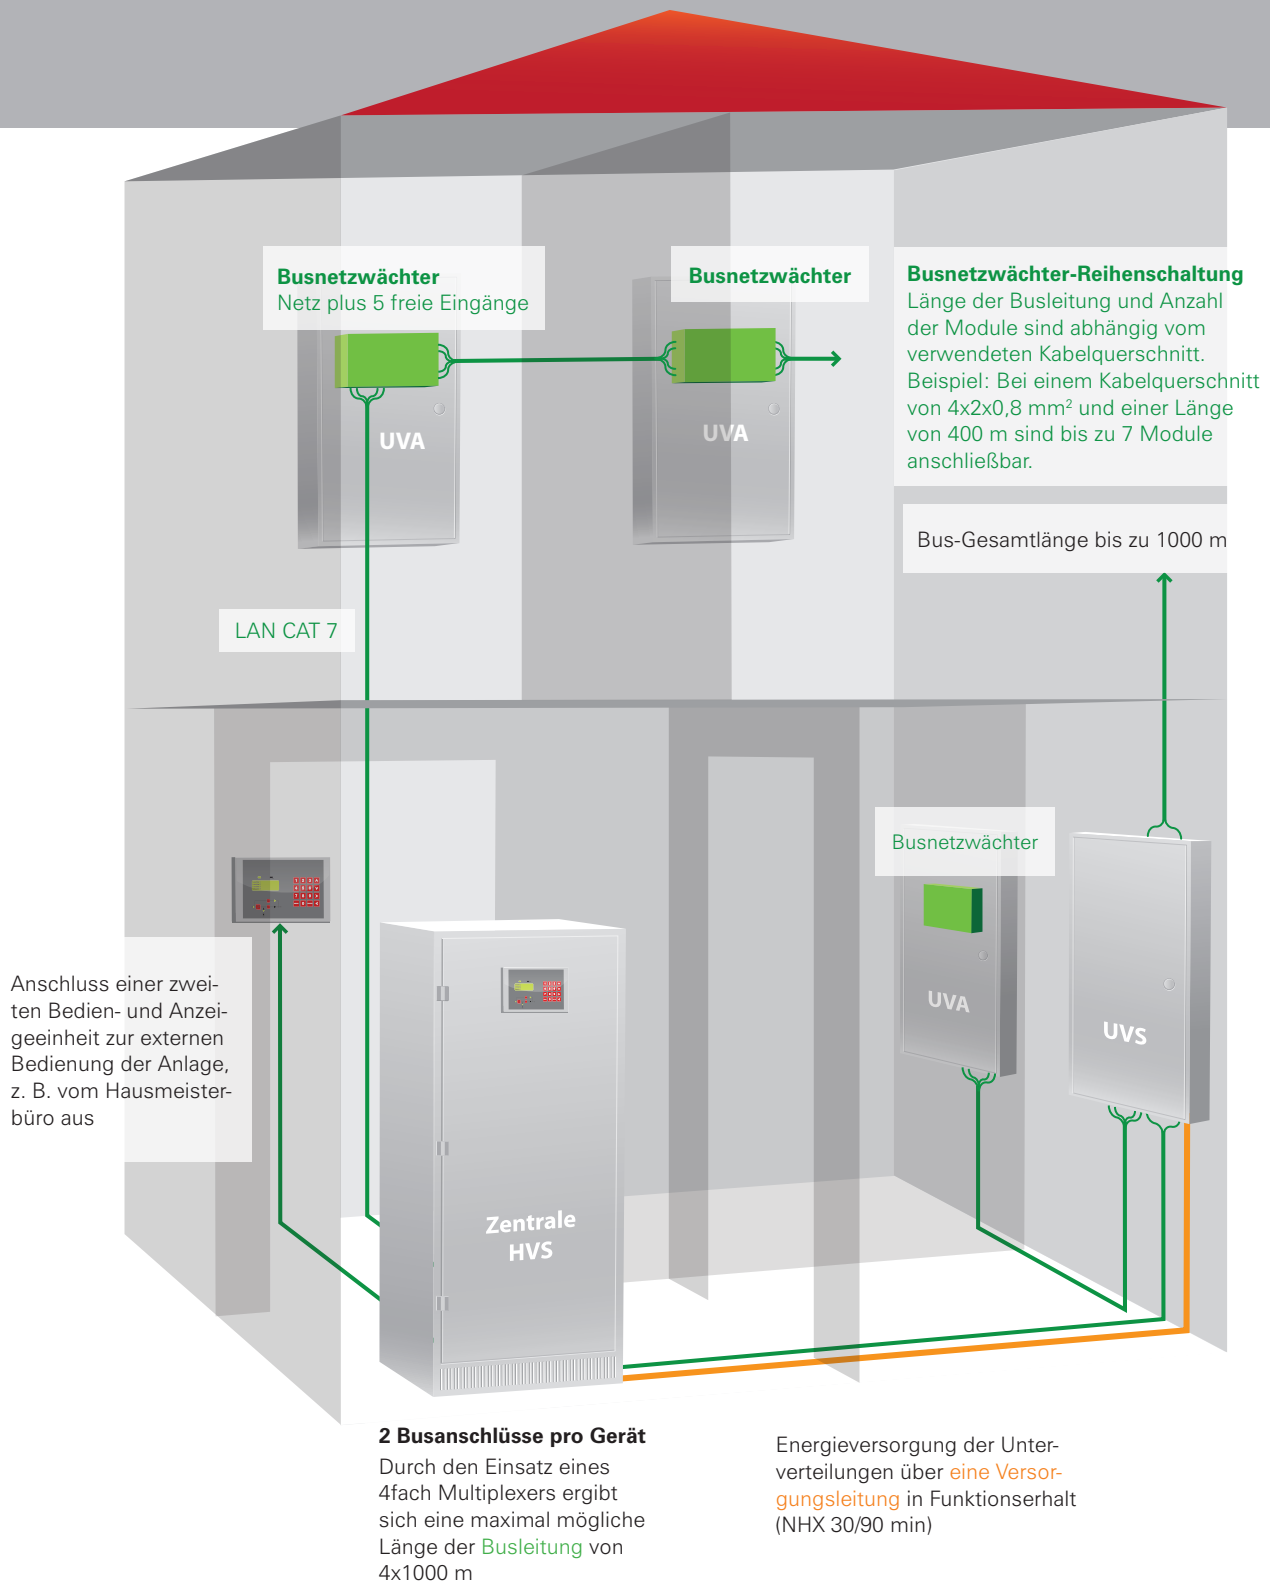 Busnetzwächter
Netz plus 5 freie Eingänge
Busnetzwächter
Busnetzwächter-Reihenschaltung
Länge der Busleitung und Anzahl
der Module sind abhängig vom
verwendeten Kabelquerschnitt.
Beispiel: Bei einem Kabelquerschnitt
von 4x2x0,8 mm² und einer Länge
von 400 m sind bis zu 7 Module
anschließbar.
UVA
UVA
Bus-Gesamtlänge bis zu 1000 m
LAN CAT 7
Busnetzwächter
Anschluss einer zwei-
ten Bedien- und Anzei-
geeinheit zur externen
Bedienung der Anlage,
z. B. vom Hausmeister-
büro aus
UVA
UVS
Zentrale
HVS
2 Busanschlüsse pro Gerät
Durch den Einsatz eines
4fach Multiplexers ergibt
sich eine maximal mögliche
Länge der Busleitung von
4x1000 m
Energieversorgung der Unter-
verteilungen über eine Versor-
gungsleitung in Funktionserhalt
(NHX 30/90 min)